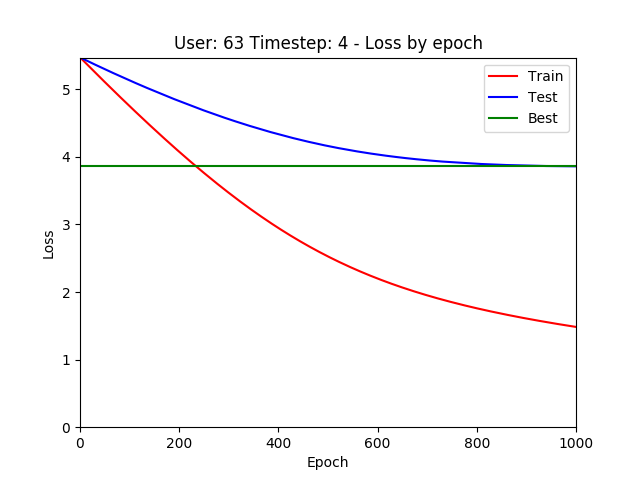 User: 63 Timestep: 4 - Loss by epoch
Train
Test
Best
5
4
3
2
1
0
Loss
0 200 400 600 800 1000
Epoch